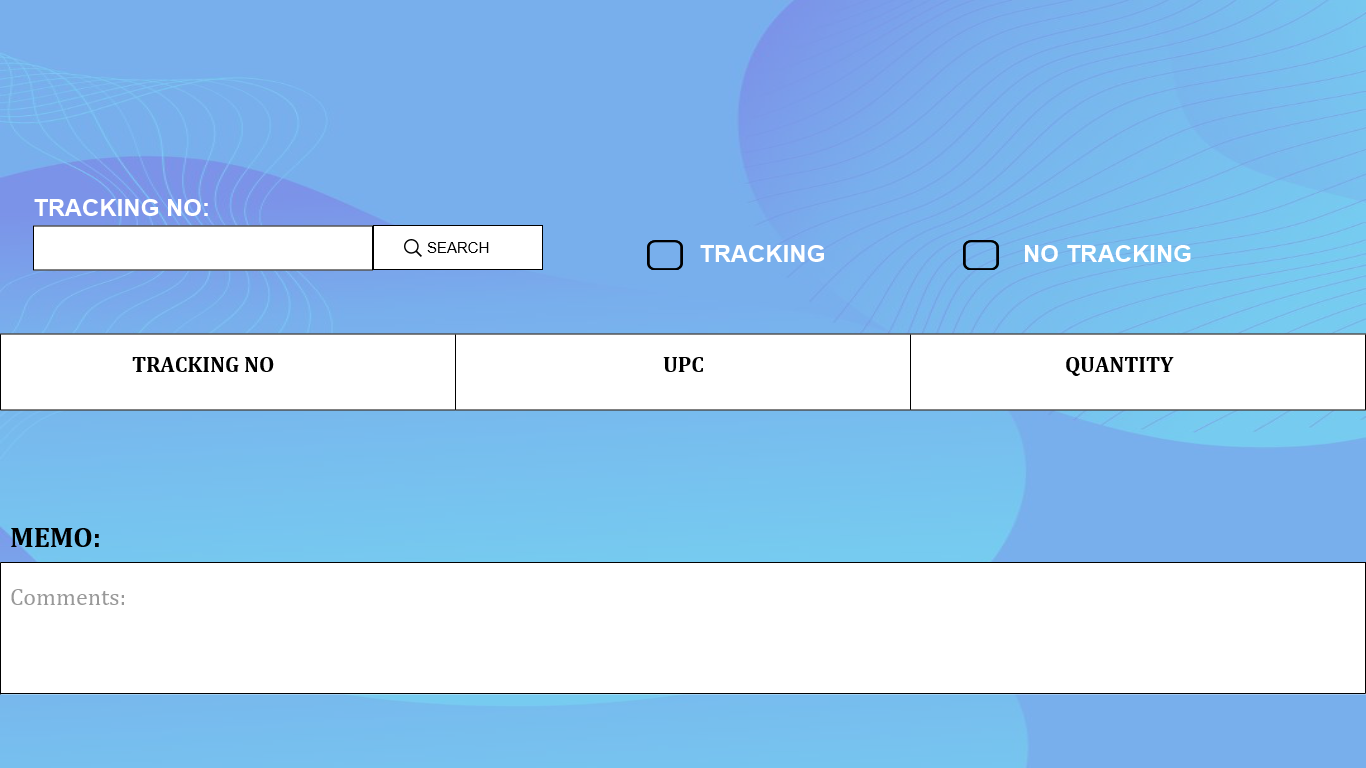 TRACKING NO:
SEARCH
TRACKING
NO TRACKING
TRACKING NO
UPC
QUANTITY
MEMO:
Comments: